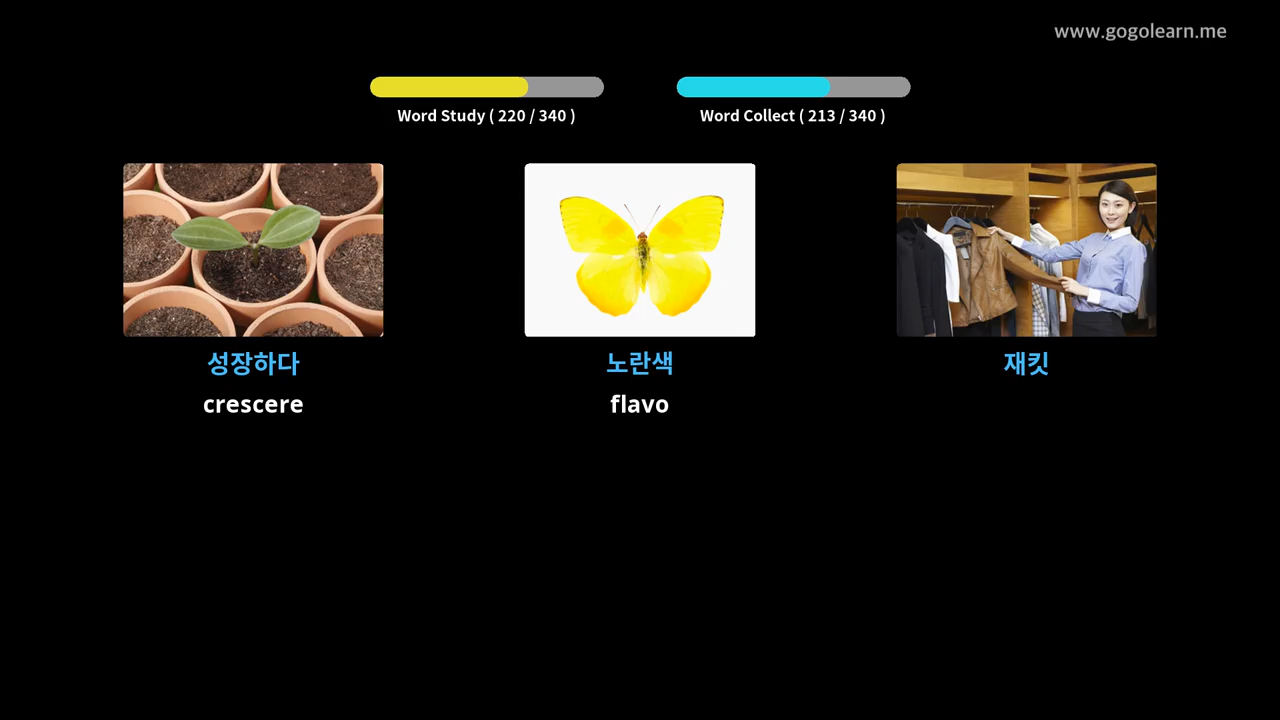 www.gogolearn.me
Word Study ( 220 / 340 )
Word Collect ( 213 / 340 )
성장하다
노란색
재킷
crescere
flavo